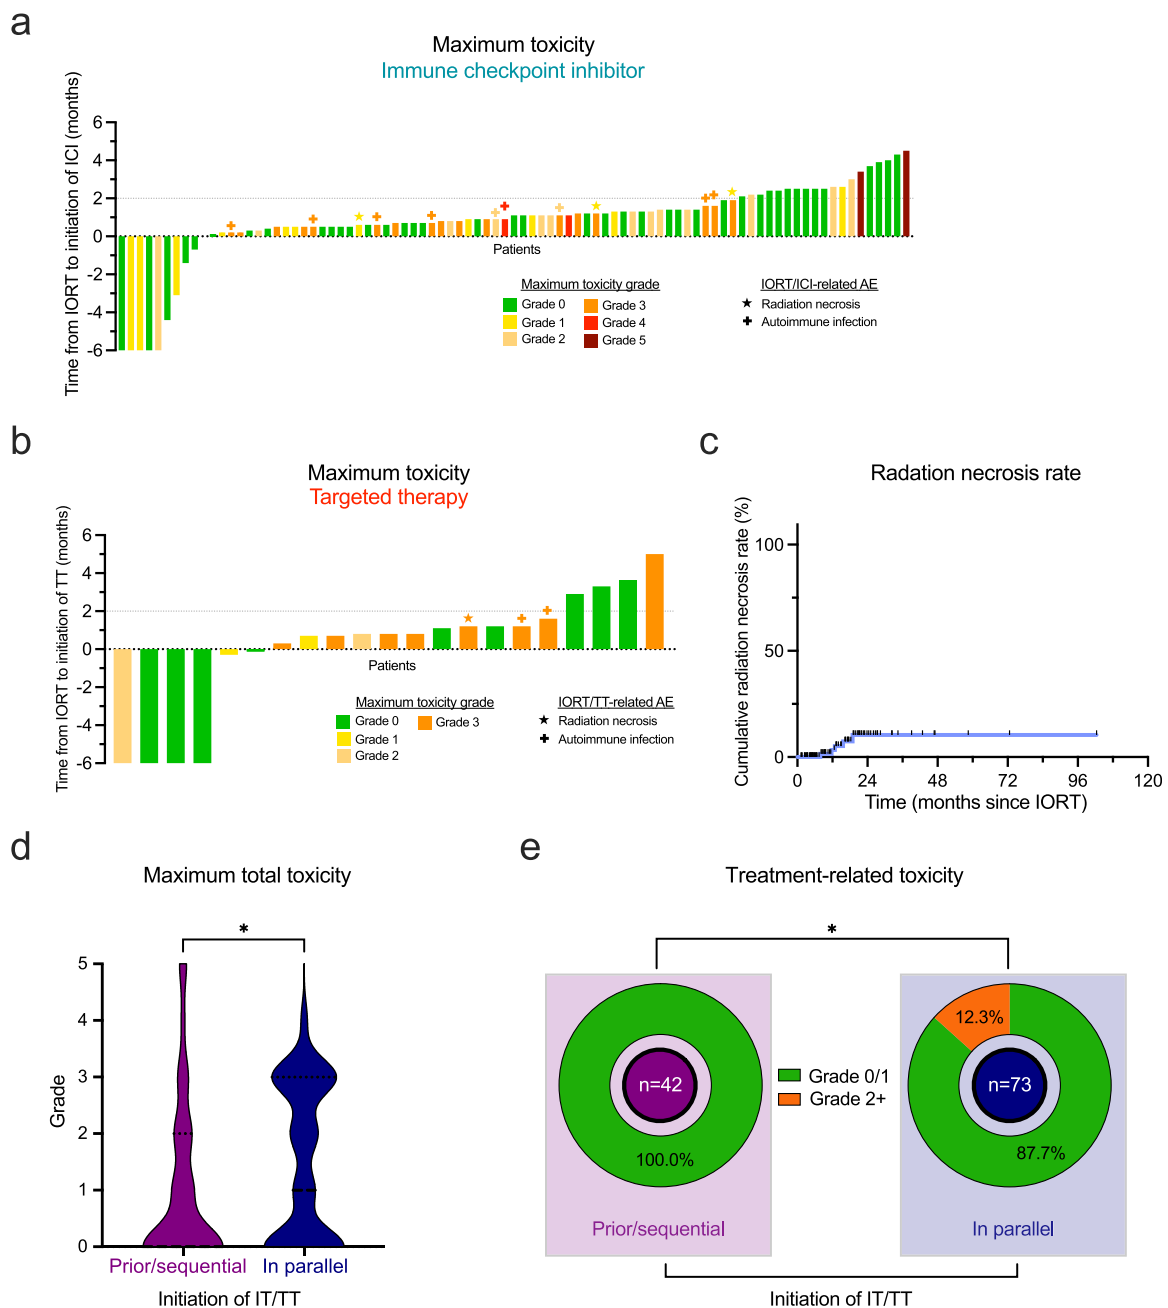 a
Maximum toxicity
Immune checkpoint inhibitor
Time from IORT to initiation of ICI (months)
6
4
2
0
-2
-4
-6
Patients
Maximum toxicity grade
Grade 0
Grade 1
Grade 2
Grade 3
Grade 4
Grade 5
IORT/ICI-related AE
Radiation necrosis
Autoimmune infection
b
Maximum toxicity
Targeted therapy
Time from IORT to initiation of TT (months)
6
4
2
0
-2
-4
-6
Patients
Maximum toxicity grade
Grade 0
Grade 1
Grade 2
Grade 3
IORT/TT-related AE
Radiation necrosis
Autoimmune infection
c
Radation necrosis rate
Cumulative radiation necrosis rate (%)
100
50
0
0 24 48 72 96 120
Time (months since IORT)
d
Maximum total toxicity
*
Grade
5
4
3
2
1
0
Prior/sequential In parallel
Initiation of IT/TT
e
Treatment-related toxicity
*
n=42
100.0%
Prior/sequential
Grade 0/1
Grade 2+
12.3%
n=73
87.7%
In parallel
Initiation of IT/TT